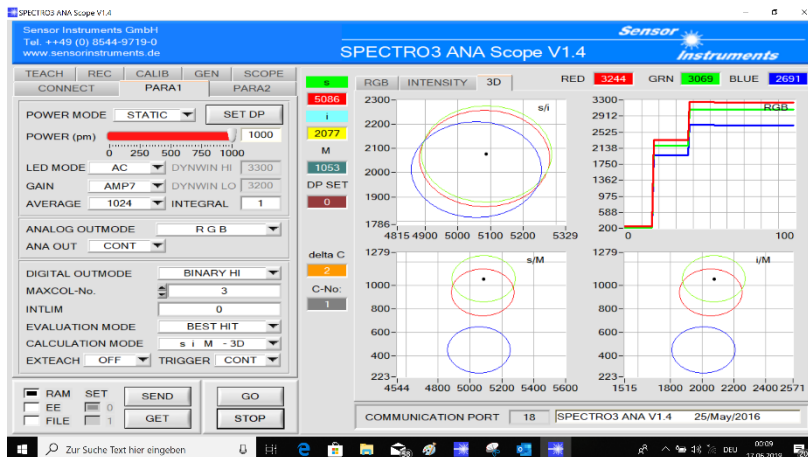 SPECTRO3 ANA Scope V1.4
Sensor Instruments GmbH
Tel. ++49 (0) 8544-9719-0
www.sensorinstruments.de
SPECTRO3 ANA Scope V1.4
Sensor Instruments
TEACH REC CALIB GEN SCOPE
CONNECT PARA1 PARA2
POWER MODE STATIC SET DP
POWER (pm) 1000
0 250 500 750 1000
LED MODE AC DYNWIN HI 3300
GAIN AMP7 DYNWIN LO 3200
AVERAGE 1024 INTEGRAL 1
ANALOG OUTMODE R G B
ANA OUT CONT
DIGITAL OUTMODE BINARY HI
MAXCOL-No. 3
INTLIM 0
EVALUATION MODE BEST HIT
CALCULATION MODE s i M - 3D
EXTEACH OFF TRIGGER CONT
RAM SET SEND GO
EE 0
FILE 1 GET STOP
s
5086
i
2077
M
1053
DP SET
0
delta C
2
C-No:
1
RGB INTENSITY 3D RED 3244 GRN 3069 BLUE 2691
s/i
2300
2200
2100
2000
1900
1786
4815 4900 5000 5100 5200 5329
RGB
3300
2912
2525
2138
1750
1362
975
588
200
0 100
s/M
1279
1000
800
600
400
223
4544 4800 5000 5200 5400 5600
i/M
1279
1000
800
600
400
223
1515 1800 2000 2200 2400 2571
COMMUNICATION PORT 18 SPECTRO3 ANA V1.4 25/May/2016
Zur Suche Text hier eingeben
DEU
00:09
17.06.2019